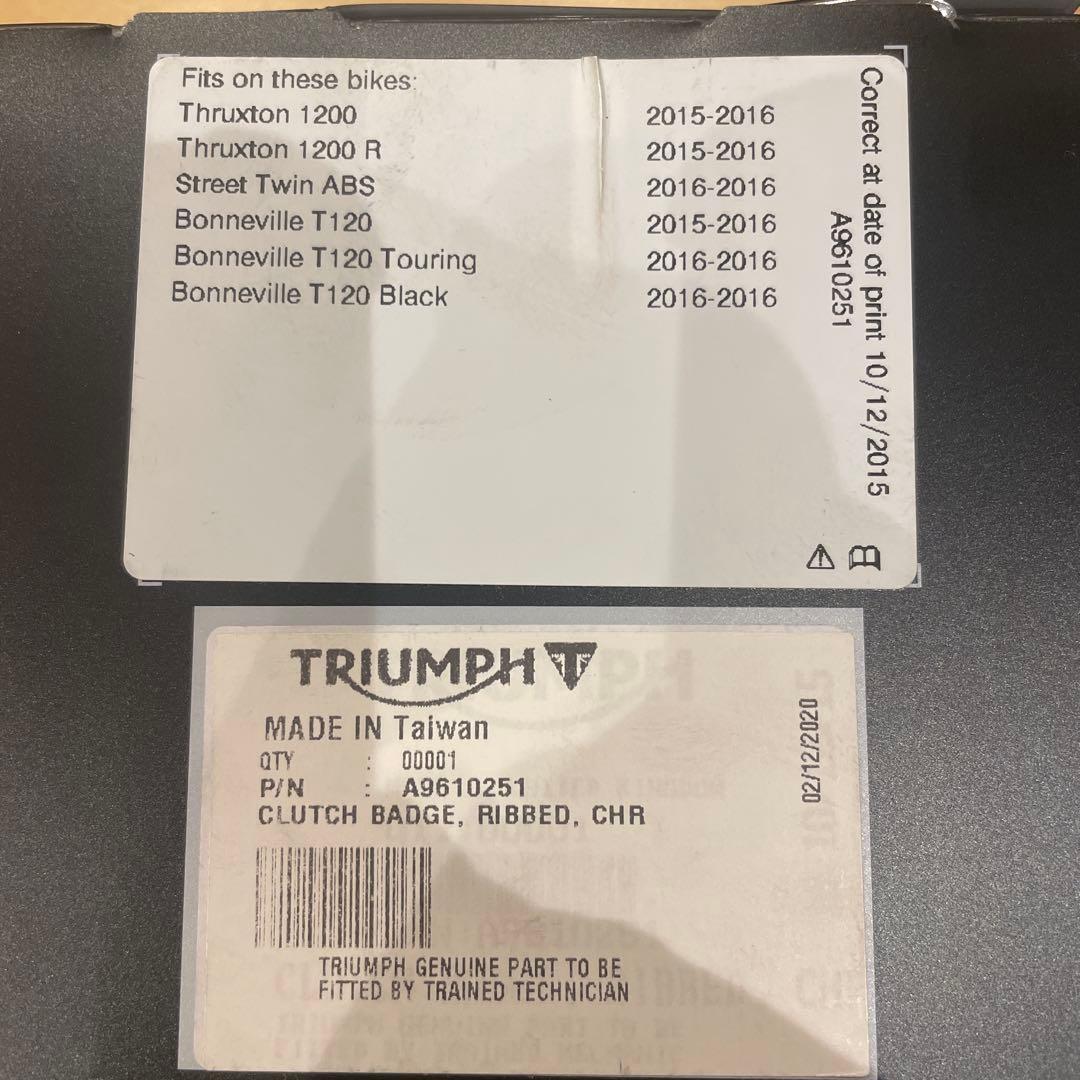 Fits on these bikes:
Thruxton 1200 2015-2016
Thruxton 1200 R 2015-2016
Street Twin ABS 2016-2016
Bonneville T120 2015-2016
Bonneville T120 Touring 2016-2016
Bonneville T120 Black 2016-2016
Correct at date of print 10/12/2015
A9610251
TRIUMPH
MADE IN Taiwan
QTY : 00001
P/N : A9610251
CLUTCH BADGE, RIBBED, CHR
TRIUMPH GENUINE PART TO BE
FITTED BY TRAINED TECHNICIAN
02/12/2020